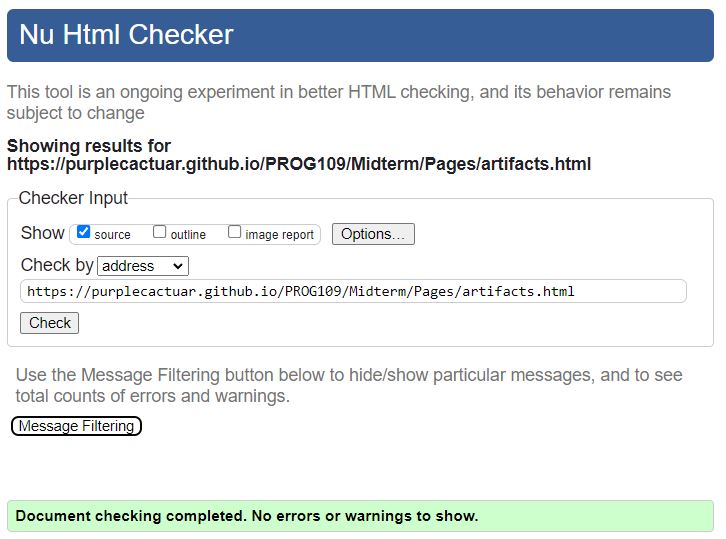 Nu Html Checker
This tool is an ongoing experiment in better HTML checking, and its behavior remains
subject to change
Showing results for
https://purplecactuar.github.io/PROG109/Midterm/Pages/artifacts.html
Checker Input
Show source outline image report Options...
Check by address
https://purplecactuar.github.io/PROG109/Midterm/Pages/artifacts.html
Check
Use the Message Filtering button below to hide/show particular messages, and to see
total counts of errors and warnings.
Message Filtering
Document checking completed. No errors or warnings to show.